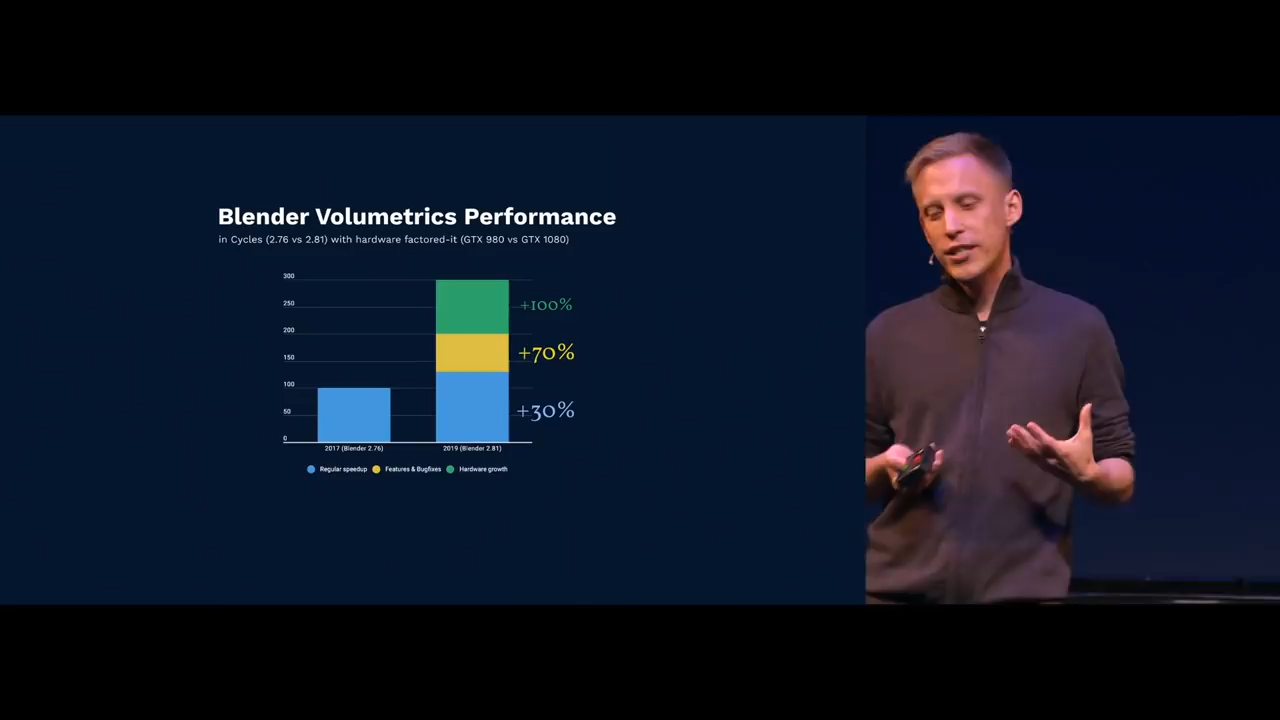 Blender Volumetrics Performance
in Cycles (2.76 vs 2.81) with hardware factored-it (GTX 980 vs GTX 1080)
300
250
200
150
100
50
0
+100%
+70%
+30%
2017 (Blender 2.76)
2019 (Blender 2.81)
Regular speedup
Features & Bugfixes
Hardware growth